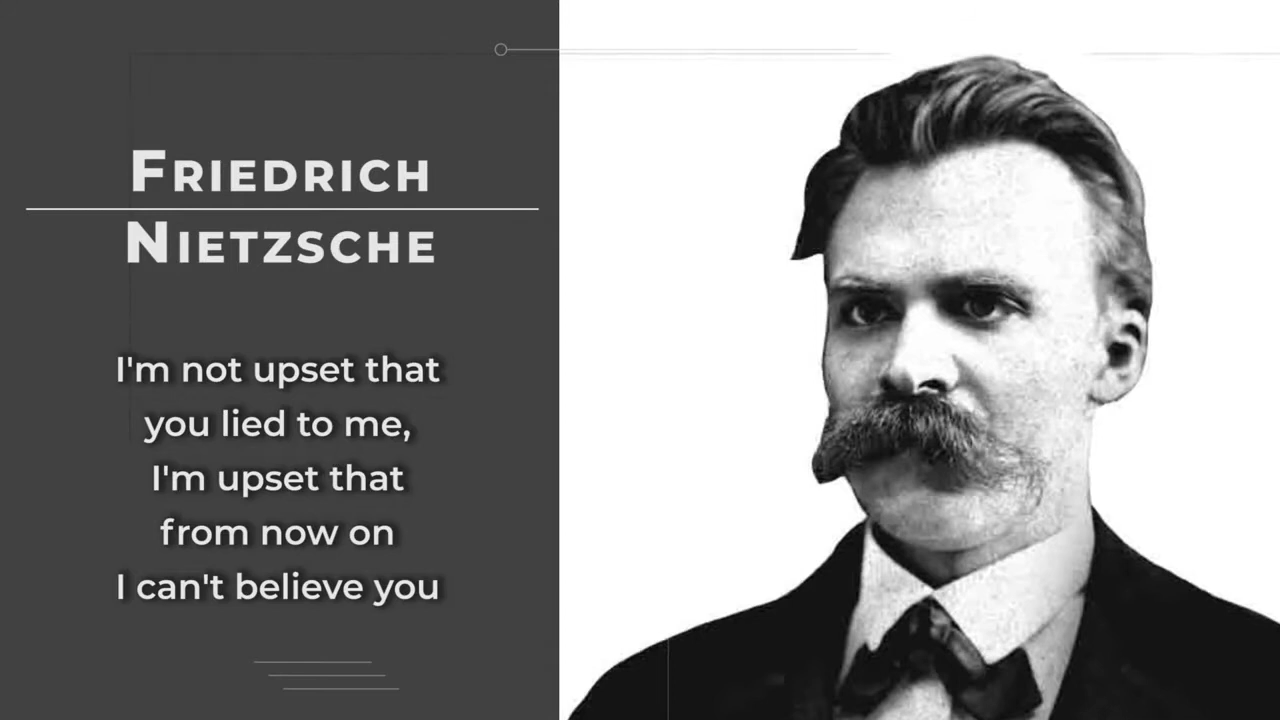 FRIEDRICH
NIETZSCHE
I'm not upset that
you lied to me,
I'm upset that
from now on
I can't believe you